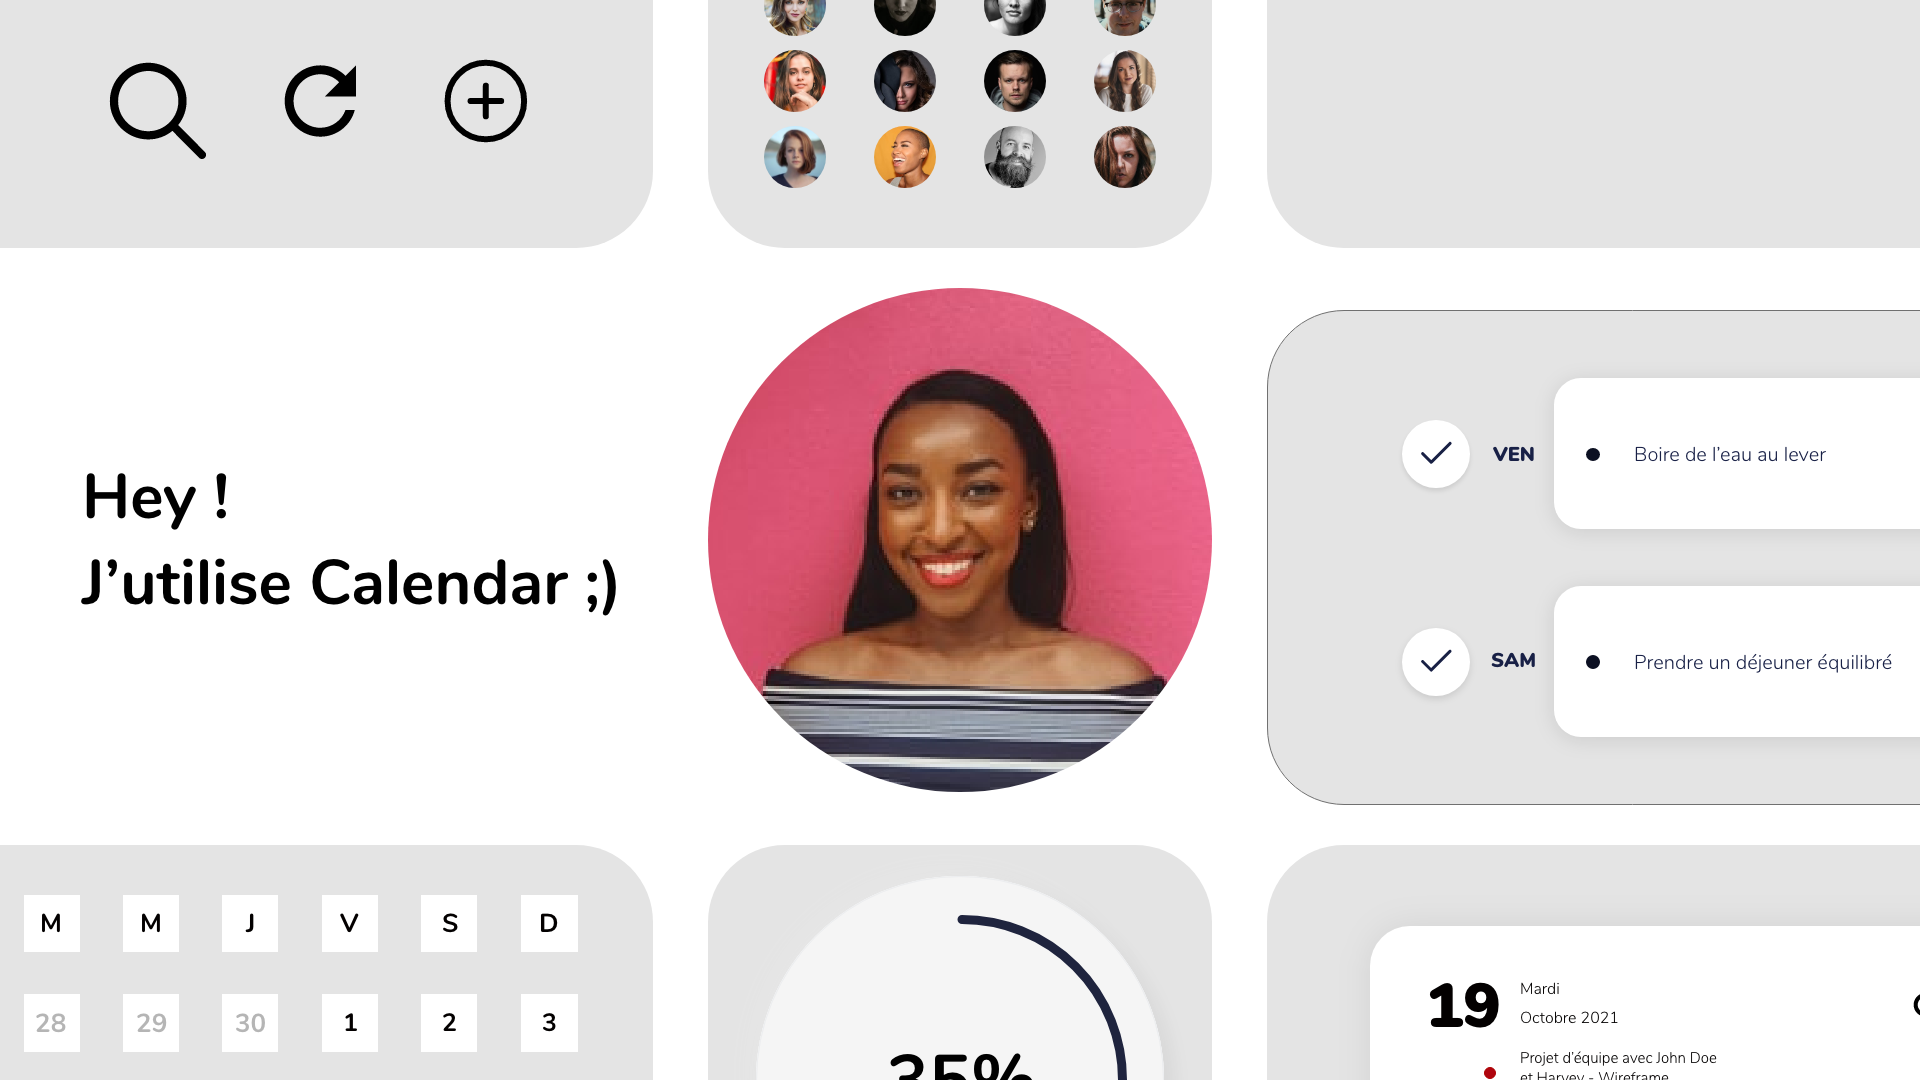 Hey !
J’utilise Calendar ;)
VEN
Boire de l’eau au lever
SAM
Prendre un déjeuner équilibré
M M J V S D
28 29 30 1 2 3
35%
19
Mardi
Octobre 2021
Projet d’équipe avec John Doe
et Harvey - Wireframe